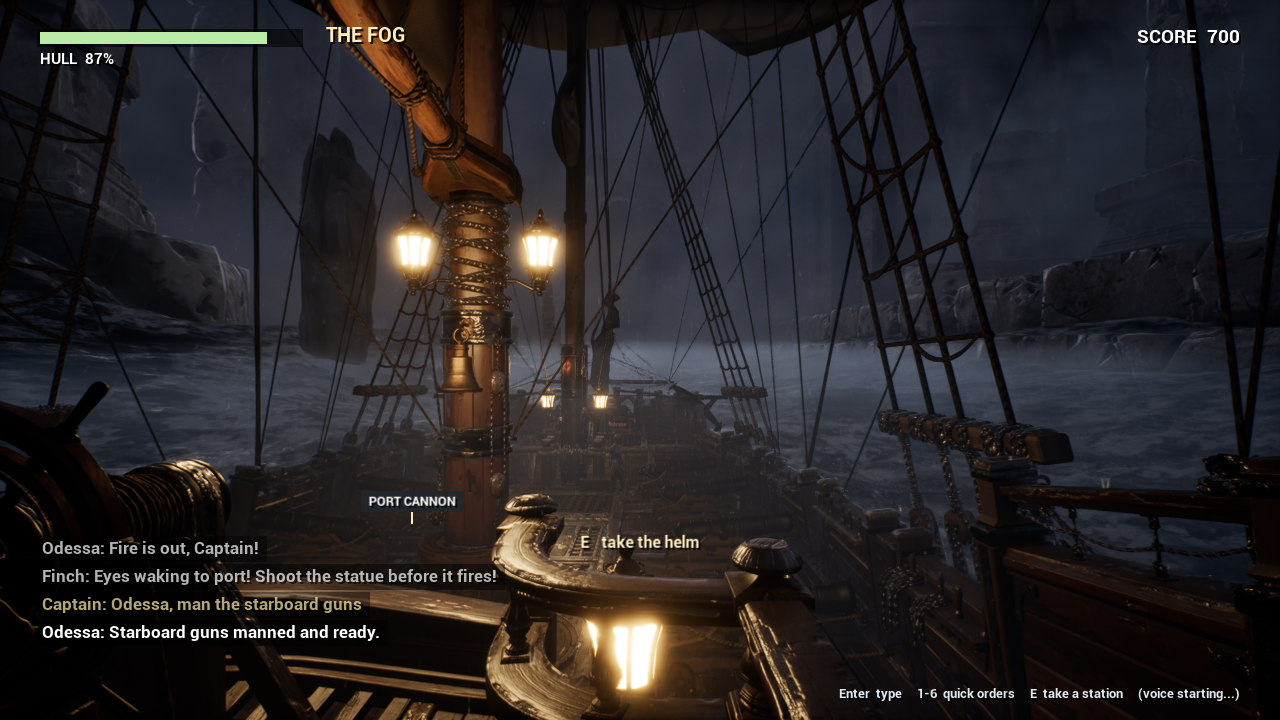 THE FOG
SCORE 700
HULL 87%
PORT CANNON
E take the helm
Odessa: Fire is out, Captain!
Finch: Eyes waking to port! Shoot the statue before it fires!
Captain: Odessa, man the starboard guns
Odessa: Starboard guns manned and ready.
Enter type 1-6 quick orders E take a station (voice starting...)